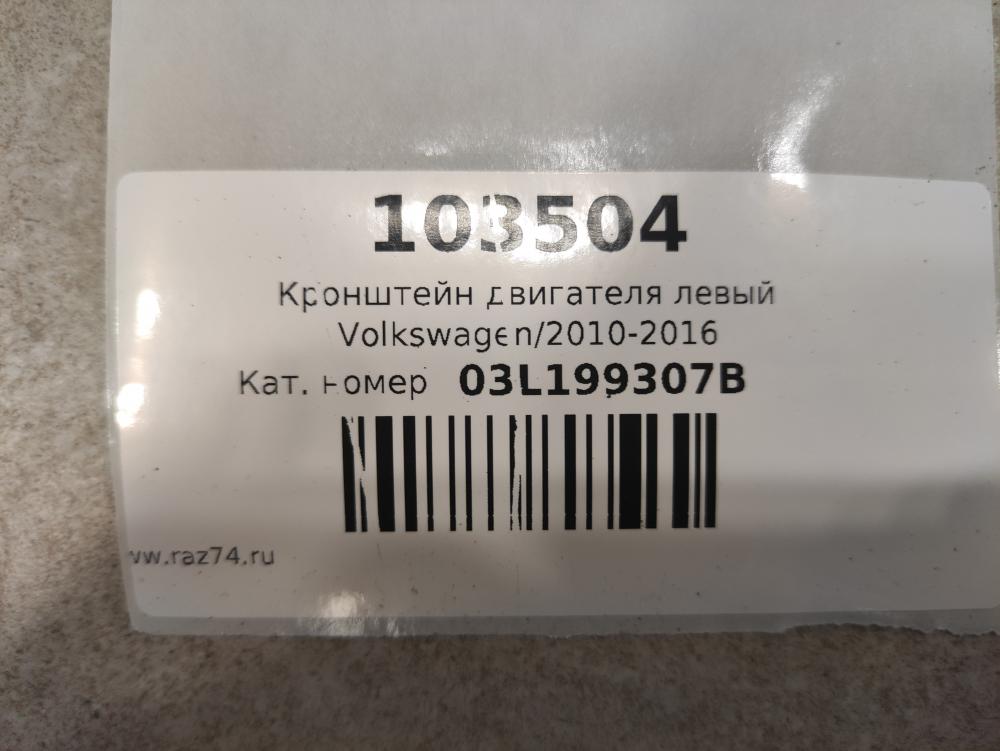 103504
Кронштейн двигателя левый
Volkswagen/2010-2016
Кат. номер 03L199307B
ww.raz74.ru